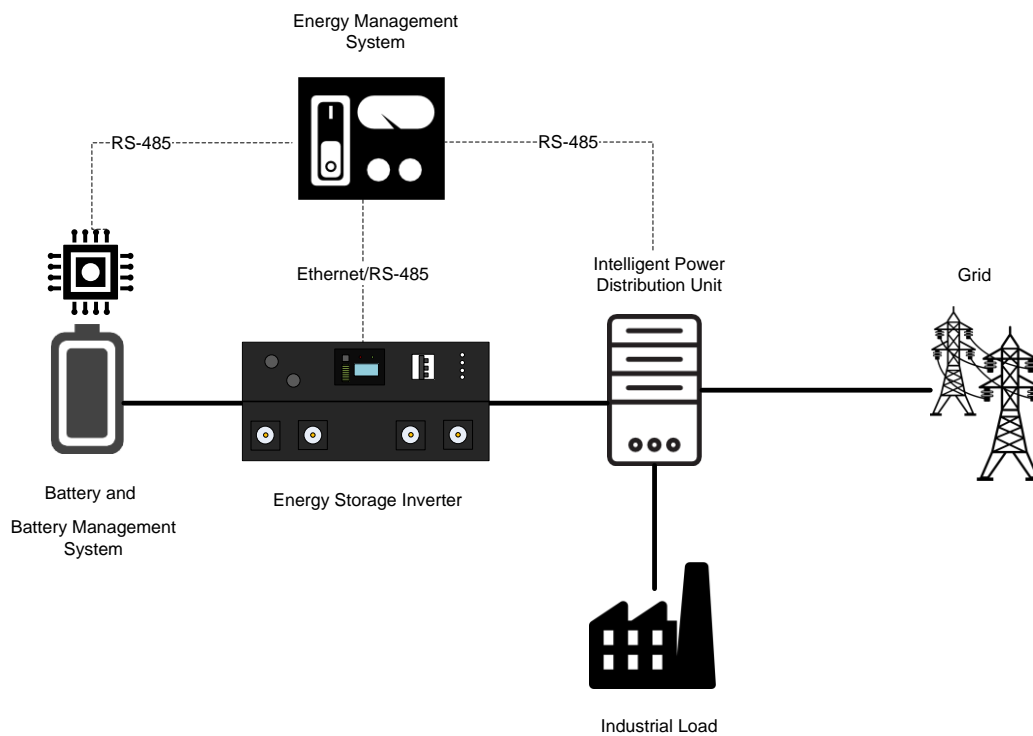 Energy Management
System
RS-485
RS-485
Ethernet/RS-485
Intelligent Power
Distribution Unit
Grid
Battery and
Battery Management
System
Energy Storage Inverter
Industrial Load